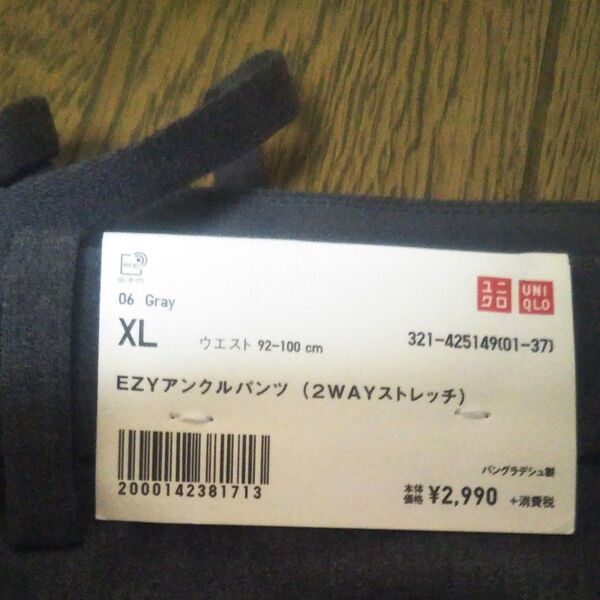 06 Gray
ユニクロ UNIQLO
XL ウエスト 92-100 cm 321-425149(01-37)
EZYアンクルパンツ (2WAYストレッチ)
バングラデシュ製
2000142381713
本体価格 ¥2,990 +消費税